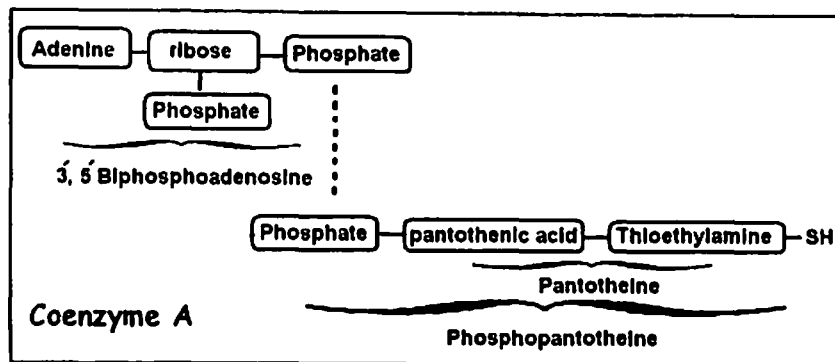 Adenine ribose Phosphate
Phosphate
3́, 5́ Biphosphoadenosine
Phosphate pantothenic acid Thioethylamine SH
Pantotheine
Coenzyme A
Phosphopantotheine